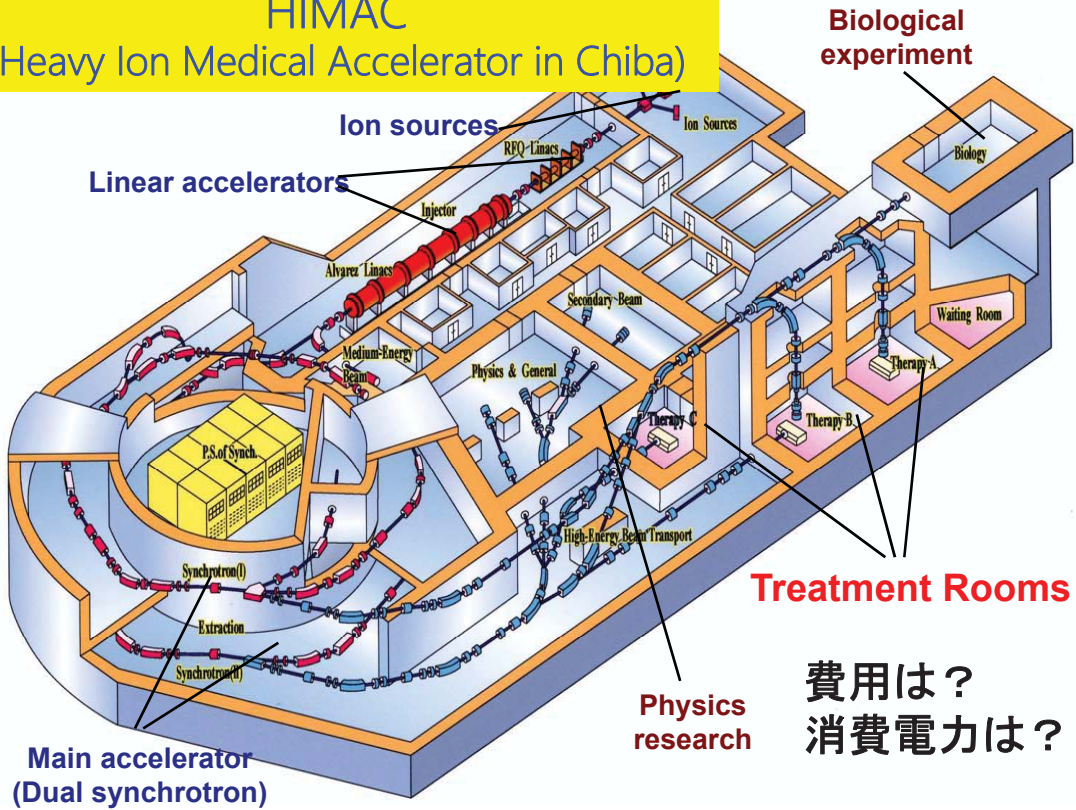 HIMAC
Heavy Ion Medical Accelerator in Chiba)
Biological
experiment
Ion sources
Ion Sources
RFQ Linacs
Biology
Linear accelerators
Injector
Alvarez Linacs
Secondary Beam
Waiting Room
Medium-Energy
Beam
Physics & General
Therapy A
Therapy C
Therapy B
P.S.of Synch.
High-Energy Beam Transport
Synchrotron(I)
Treatment Rooms
Extraction
Synchrotron(II)
Physics
research
費用は？
消費電力は？
Main accelerator
(Dual synchrotron)